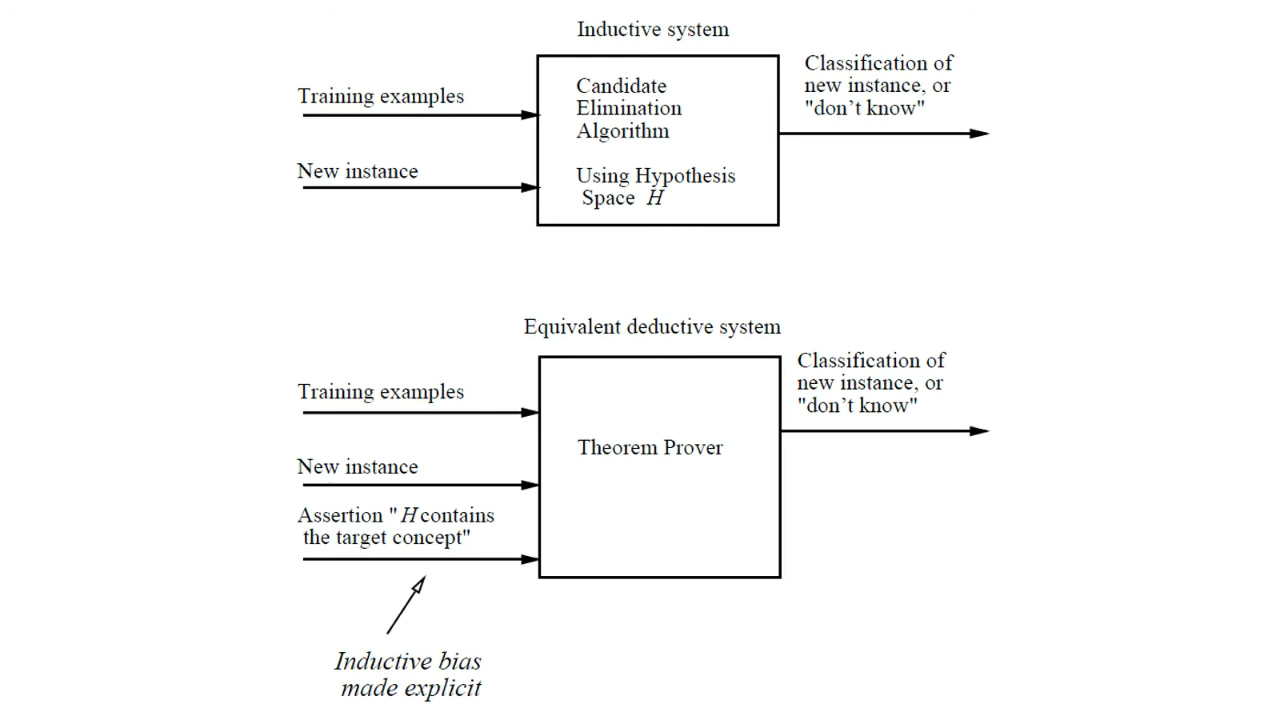 Inductive system
Training examples
New instance
Candidate
Elimination
Algorithm
Using Hypothesis
Space H
Classification of
new instance, or
"don't know"
Equivalent deductive system
Training examples
New instance
Assertion " H contains
the target concept"
Theorem Prover
Classification of
new instance, or
"don't know"
Inductive bias
made explicit